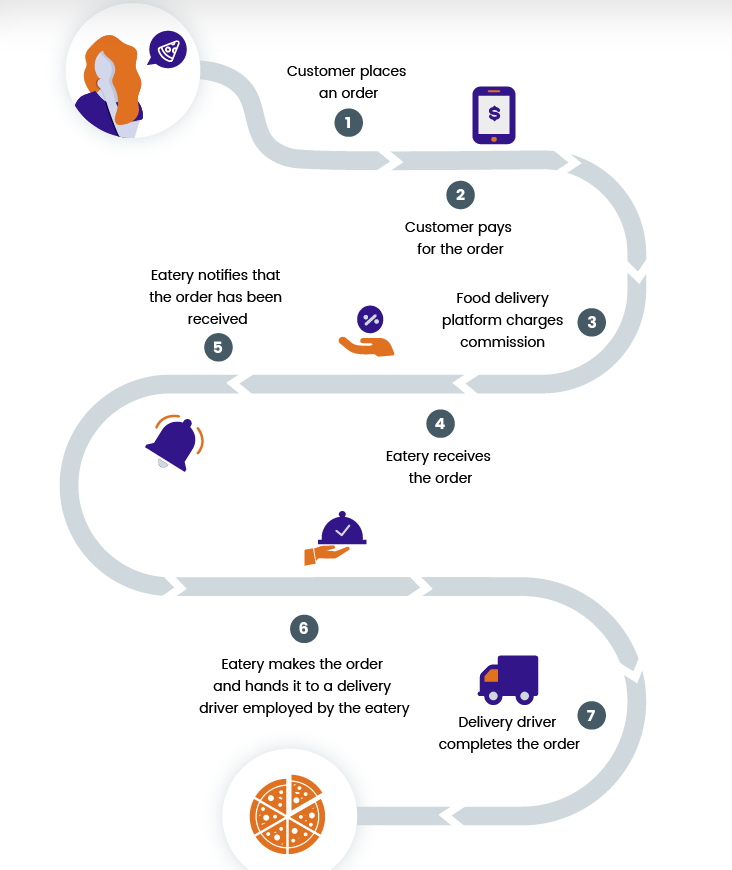 Customer places
an order
1
$
2
Customer pays
for the order
Food delivery
platform charges
commission
3
%
4
Eatery receives
the order
Eatery notifies that
the order has been
received
5
6
Eatery makes the order
and hands it to a delivery
driver employed by the eatery
7
Delivery driver
completes the order